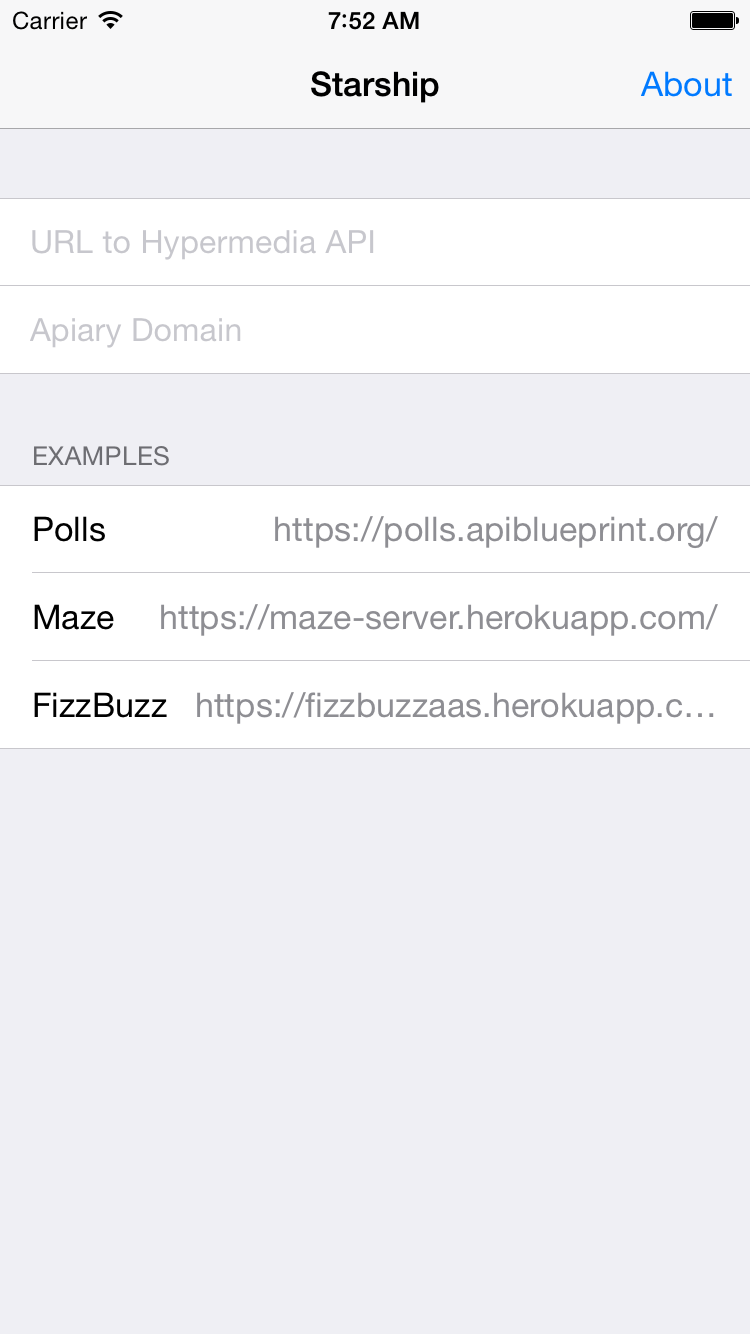 Carrier 7:52 AM
Starship About
URL to Hypermedia API
Apiary Domain
EXAMPLES
Polls https://polls.apiblueprint.org/
Maze https://maze-server.herokuapp.com/
FizzBuzz https://fizzbuzzaas.herokuapp.c…